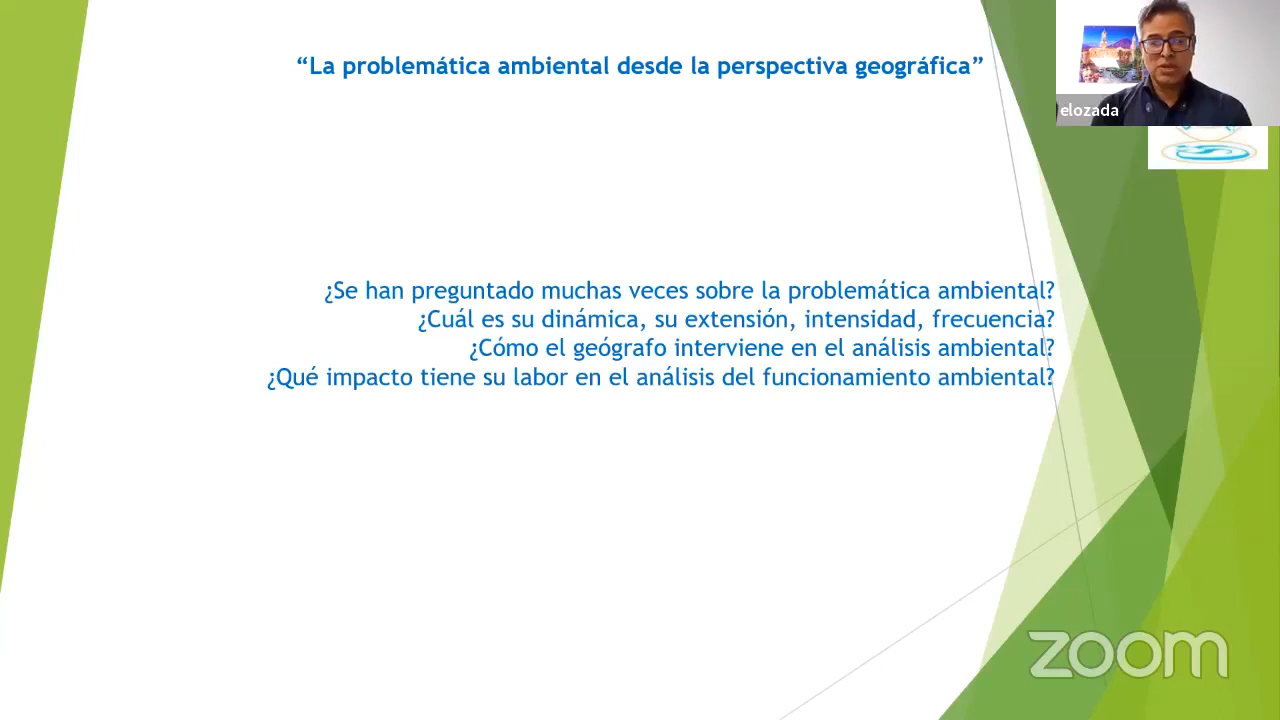 “La problemática ambiental desde la perspectiva geográfica”
elozada
¿Se han preguntado muchas veces sobre la problemática ambiental?
¿Cuál es su dinámica, su extensión, intensidad, frecuencia?
¿Cómo el geógrafo interviene en el análisis ambiental?
¿Qué impacto tiene su labor en el análisis del funcionamiento ambiental?
zoom